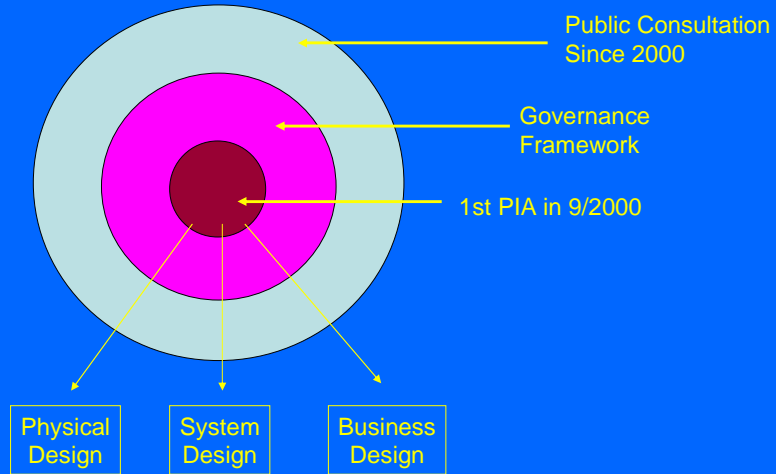 Public Consultation
Since 2000
Governance
Framework
1st PIA in 9/2000
Physical
Design
System
Design
Business
Design